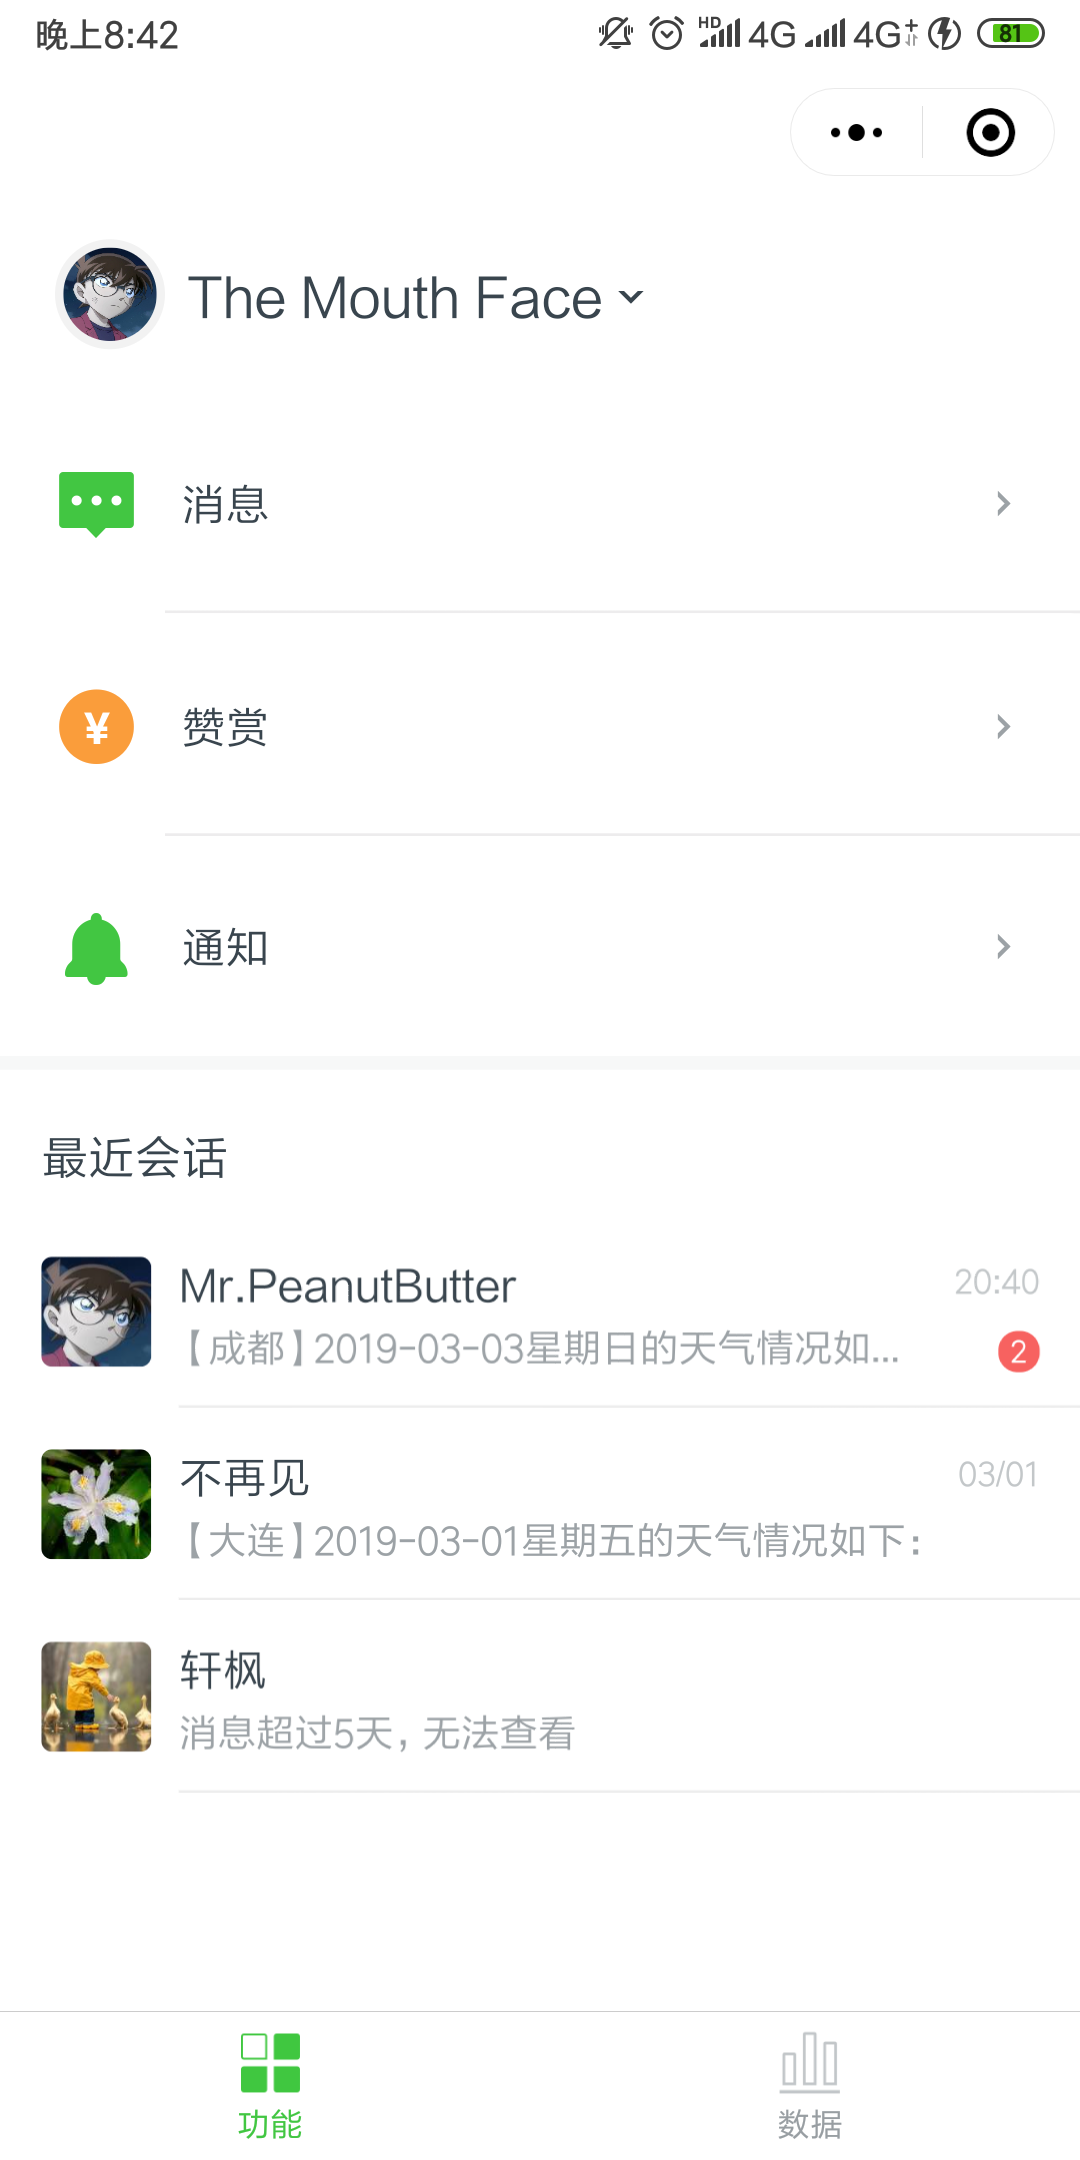 晚上8:42 HD 4G 4G+ 81
The Mouth Face
消息
¥ 赞赏
通知
最近会话
Mr.PeanutButter 20:40
【成都】2019-03-03星期日的天气情况如... 2
不再见 03/01
【大连】2019-03-01星期五的天气情况如下：
轩枫
消息超过5天，无法查看
功能 数据